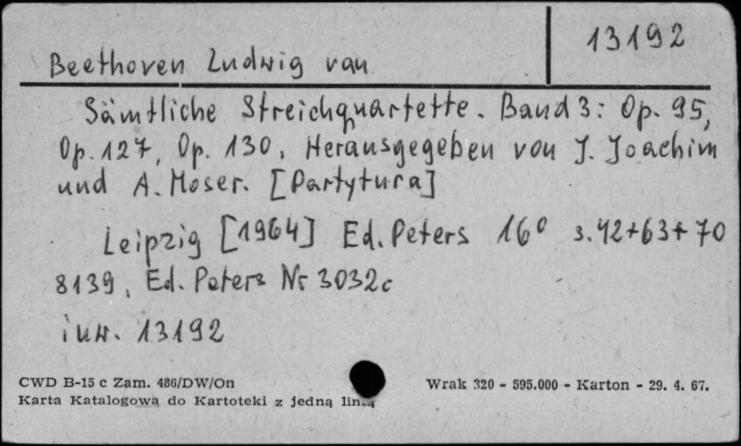 13192
Beethoven Ludwig van
Sämtliche Streichquartette. Band 3: Op. 95,
Op. 127, Op. 130, Herausgegeben von J. Joachim
und A. Moser. [Partytura]
Leipzig [1964] Ed. Peters 16° s. 42+63+70
8139, Ed. Peters Nr 3032c
inw. 13192
CWD B-15 c Zam. 486/DW/On
Wrak 320 - 595.000 - Karton - 29. 4. 67.
Karta Katalogowa do Kartoteki z jedną linią